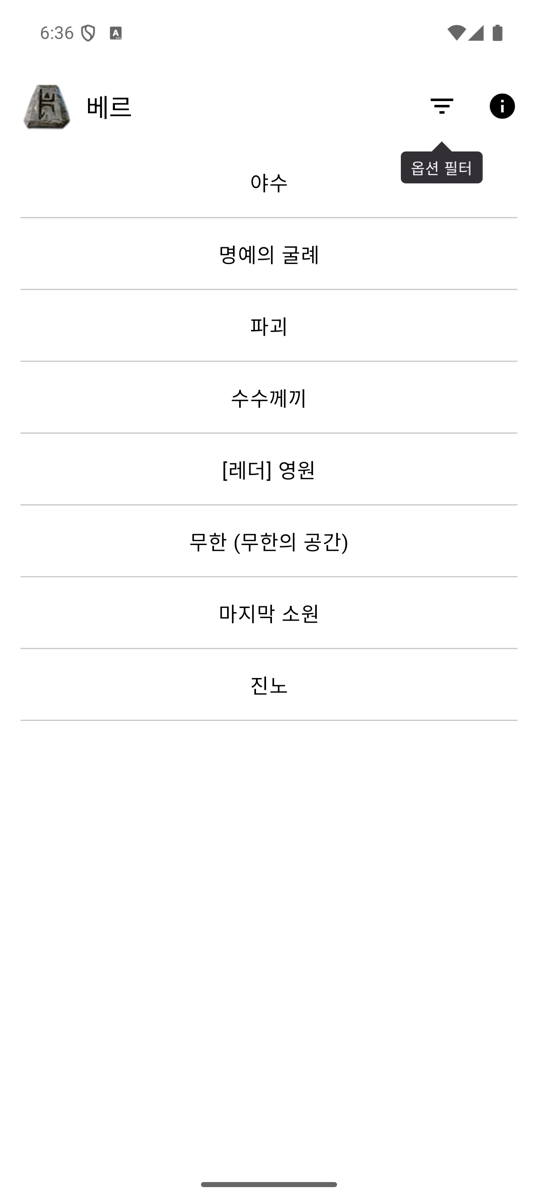 6:36
베르
옵션 필터
야수
명예의 굴레
파괴
수수께끼
[레더] 영원
무한 (무한의 공간)
마지막 소원
진노